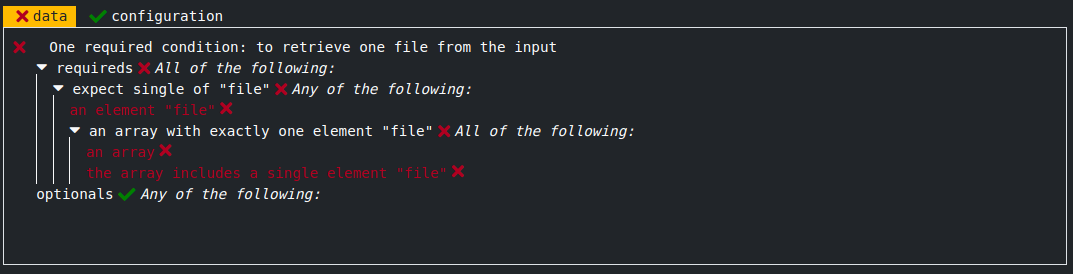 data configuration
One required condition: to retrieve one file from the input
requireds All of the following:
expect single of "file" Any of the following:
an element "file"
an array with exactly one element "file" All of the following:
an array
the array includes a single element "file"
optionals Any of the following: